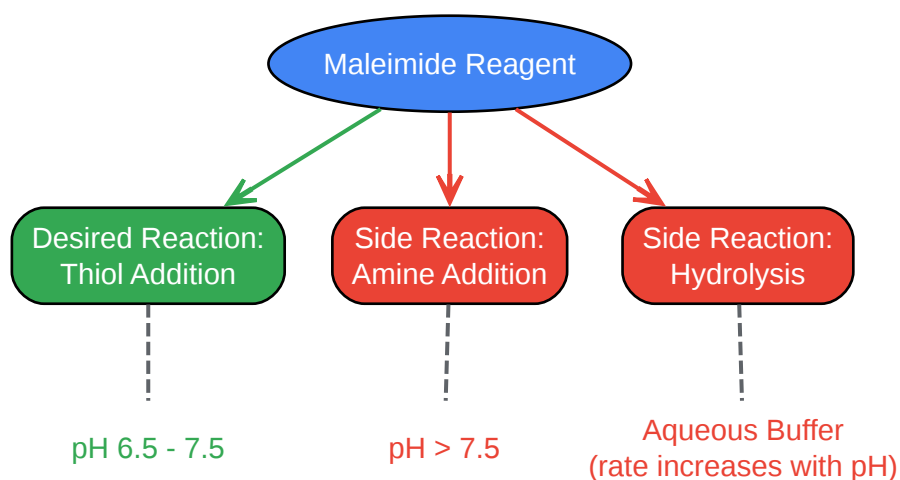 Maleimide Reagent
Desired Reaction:
Thiol Addition
Side Reaction:
Amine Addition
Side Reaction:
Hydrolysis
pH 6.5 - 7.5
pH > 7.5
Aqueous Buffer
(rate increases with pH)